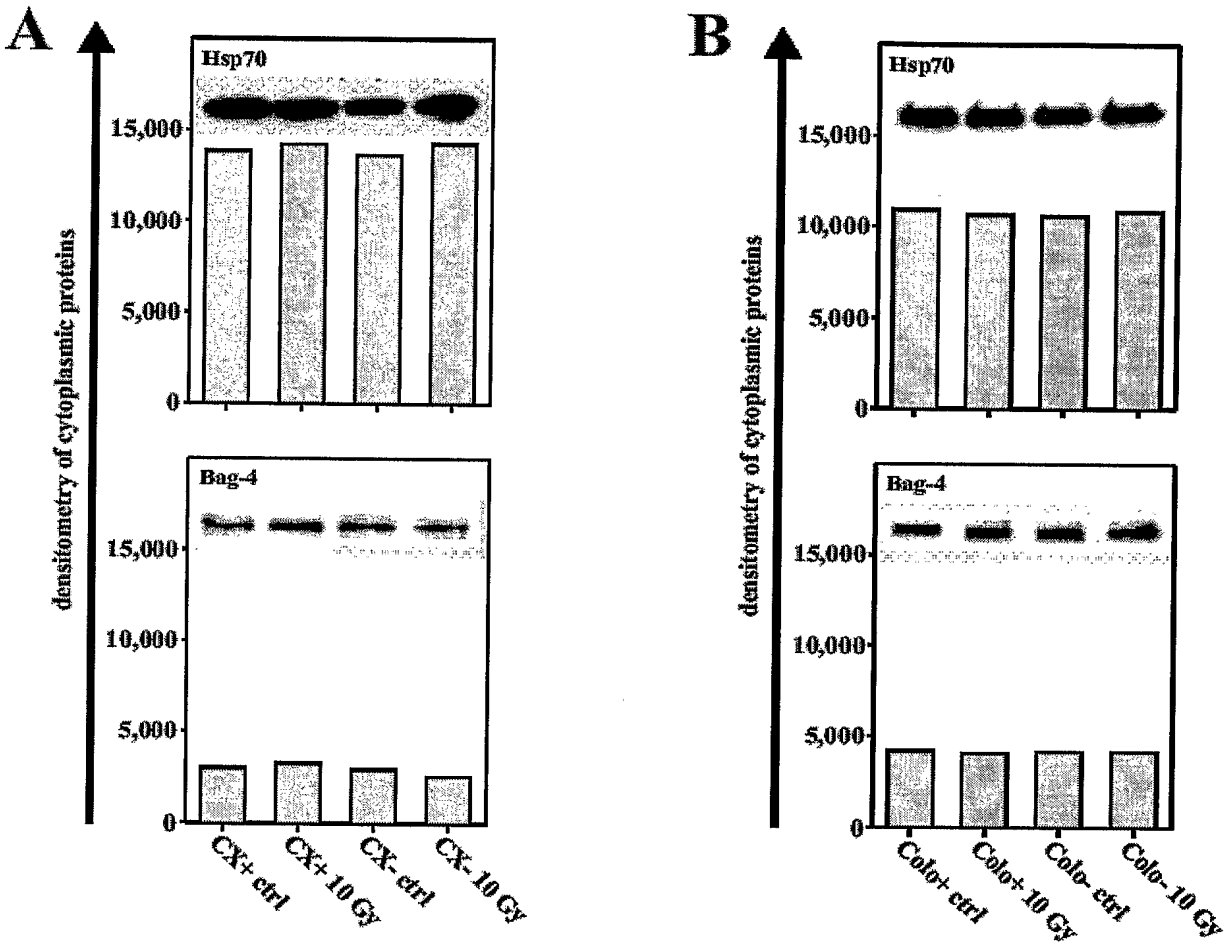 A
densitometry of cytoplasmic proteins
Hsp70
15,000
10,000
5,000
0
Bag-4
15,000
10,000
5,000
0
CX+ ctrl
CX+ 10 Gy
CX- ctrl
CX- 10 Gy
B
densitometry of cytoplasmic proteins
Hsp70
15,000
10,000
5,000
0
Bag-4
15,000
10,000
5,000
0
Colo+ ctrl
Colo+ 10 Gy
Colo- ctrl
Colo- 10 Gy